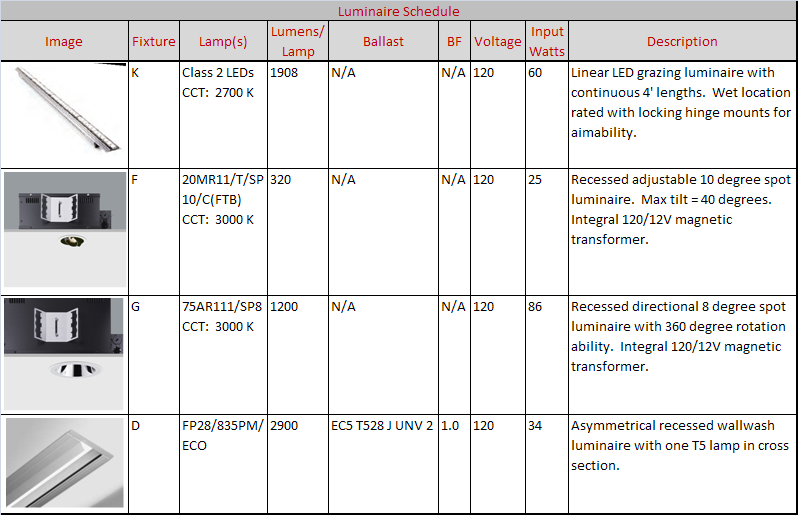 Luminaire Schedule
Image Fixture Lamp(s) Lumens/ Lamp Ballast BF Voltage Input Watts Description
K Class 2 LEDs 1908 N/A N/A 120 60 Linear LED grazing luminaire with
CCT: 2700 K continuous 4' lengths. Wet location
rated with locking hinge mounts for
aimability.
F 20MR11/T/SP 320 N/A N/A 120 25 Recessed adjustable 10 degree spot
10/C(FTB) luminaire. Max tilt = 40 degrees.
CCT: 3000 K Integral 120/12V magnetic
transformer.
G 75AR111/SP8 1200 N/A N/A 120 86 Recessed directional 8 degree spot
CCT: 3000 K luminaire with 360 degree rotation
ability. Integral 120/12V magnetic
transformer.
D FP28/835PM/ 2900 EC5 T528 J UNV 2 1.0 120 34 Asymmetrical recessed wallwash
ECO luminaire with one T5 lamp in cross
section.